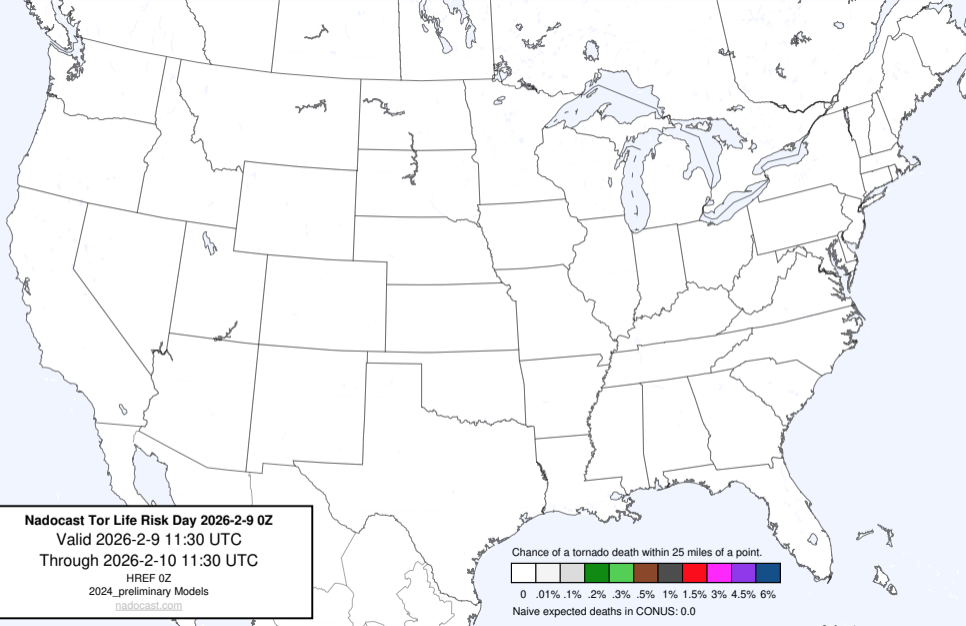 Nadocast Tor Life Risk Day 2026-2-9 0Z
Valid 2026-2-9 11:30 UTC
Through 2026-2-10 11:30 UTC
HREF 0Z
2024_preliminary Models
nadocast.com
Chance of a tornado death within 25 miles of a point.
0 .01% .1% .2% .3% .5% 1% 1.5% 3% 4.5% 6%
Naive expected deaths in CONUS: 0.0